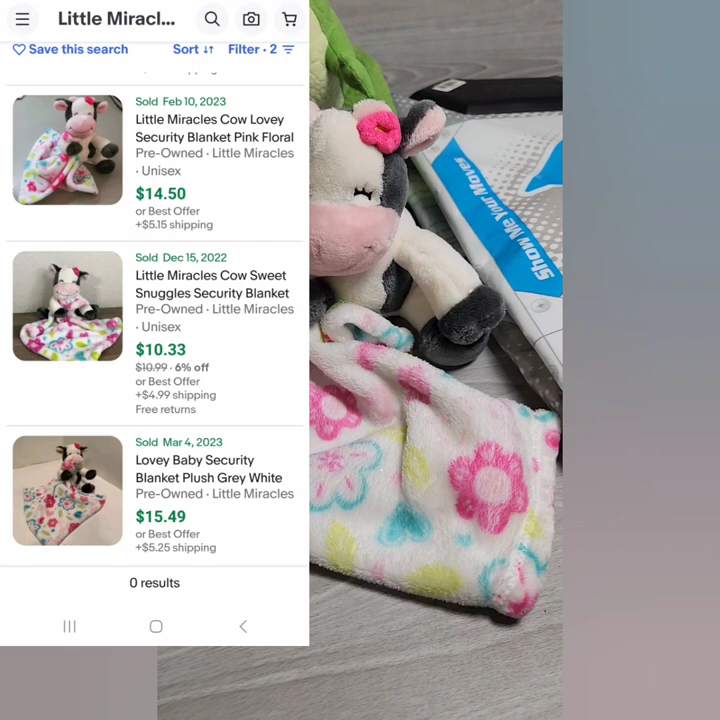 Little Miracl...
Save this search
Sort
Filter · 2
Sold Feb 10, 2023
Little Miracles Cow Lovey
Security Blanket Pink Floral
Pre-Owned · Little Miracles
· Unisex
$14.50
or Best Offer
+$5.15 shipping
Sold Dec 15, 2022
Little Miracles Cow Sweet
Snuggles Security Blanket
Pre-Owned · Little Miracles
· Unisex
$10.33
$10.99 · 6% off
or Best Offer
+$4.99 shipping
Free returns
Sold Mar 4, 2023
Lovey Baby Security
Blanket Plush Grey White
Pre-Owned · Little Miracles
$15.49
or Best Offer
+$5.25 shipping
0 results
Show Me Your Moves